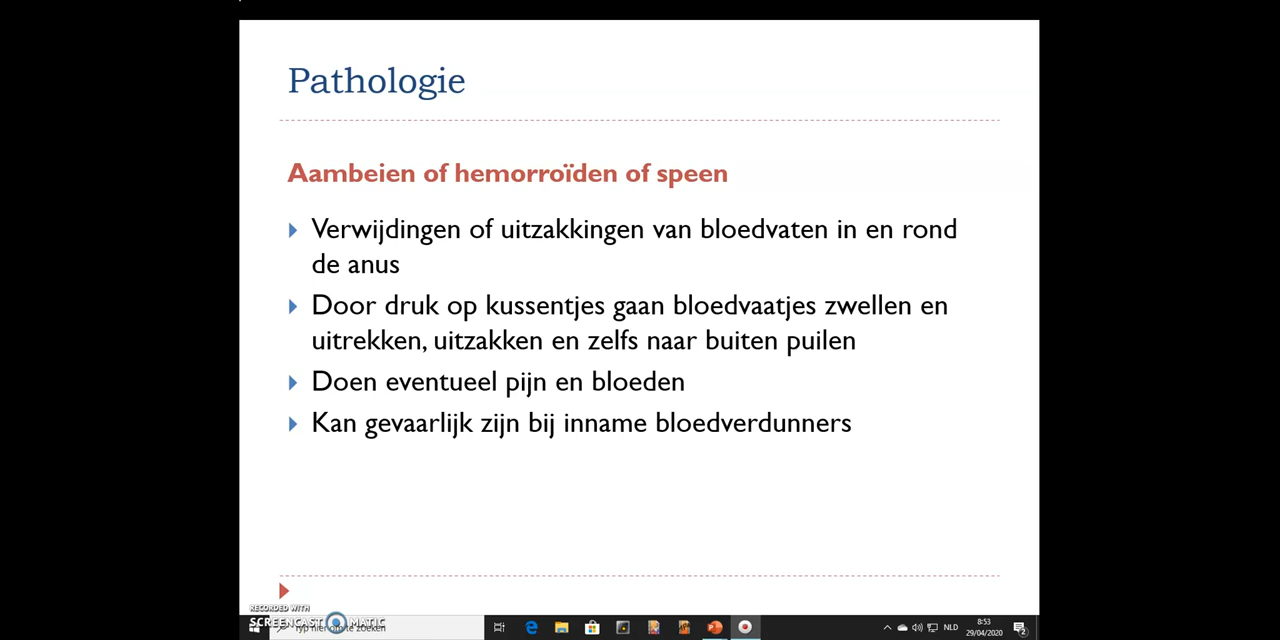 Pathologie
Aambeien of hemorroïden of speen
Verwijdingen of uitzakkingen van bloedvaten in en rond
de anus
Door druk op kussentjes gaan bloedvaatjes zwellen en
uitrekken, uitzakken en zelfs naar buiten puilen
Doen eventueel pijn en bloeden
Kan gevaarlijk zijn bij inname bloedverdunners
RECORDED WITH
SCREENCAST MATIC
Typ hier om te zoeken
NLD
8:53
29/04/2020
2